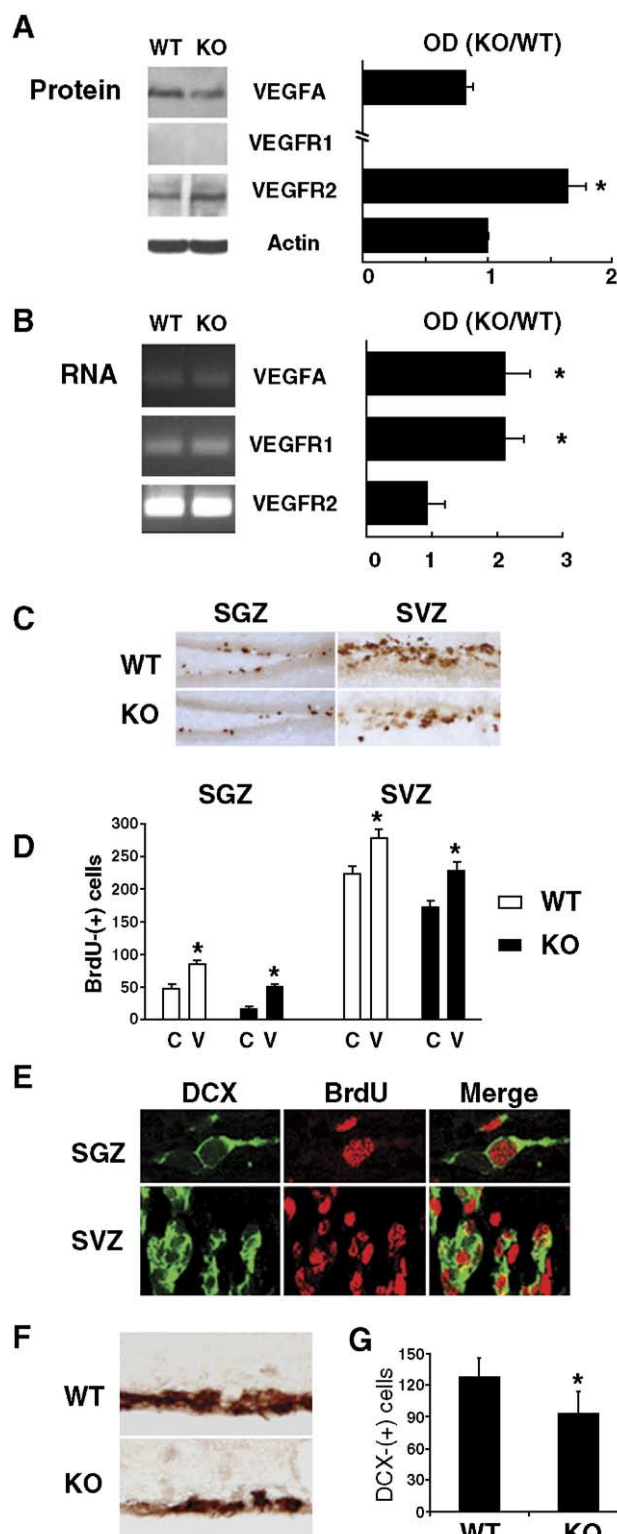 A
WT KO
OD (KO/WT)
Protein
VEGFA
VEGFR1
VEGFR2
*
Actin
0 1 2
B
WT KO
OD (KO/WT)
RNA
VEGFA
*
VEGFR1
*
VEGFR2
0 1 2 3
C
SGZ SVZ
WT
KO
D
SGZ SVZ
BrdU-(+) cells
300
250
200
150
100
50
0
* * * *
WT
KO
C V C V C V C V
E
DCX BrdU Merge
SGZ
SVZ
F
WT
KO
G
DCX-(+) cells
150
120
90
60
30
0
*
WT KO